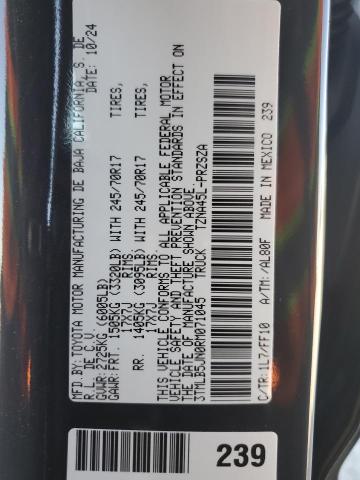 MFD.BY:TOYOTA MOTOR MANUFACTURING DE BAJA CALIFORNIA, S. DE
R.L. DE C.V. DATE: 10/24
GVWR:2725KG (6005LB)
GAWR:FRT. 1505KG (3320LB) WITH 245/70R17 TIRES,
17X7J RIMS,
RR. 1405KG (3095LB) WITH 245/70R17 TIRES,
17X7J RIMS,
THIS VEHICLE CONFORMS TO ALL APPLICABLE FEDERAL MOTOR
VEHICLE SAFETY AND THEFT PREVENTION STANDARDS IN EFFECT ON
THE DATE OF MANUFACTURE SHOWN ABOVE.
3TMLB5JN0RM071045 TRUCK TZNA45L-PRZSZA
C/TR:1L7/FF10 A/TM:/AL80F MADE IN MEXICO 239
239